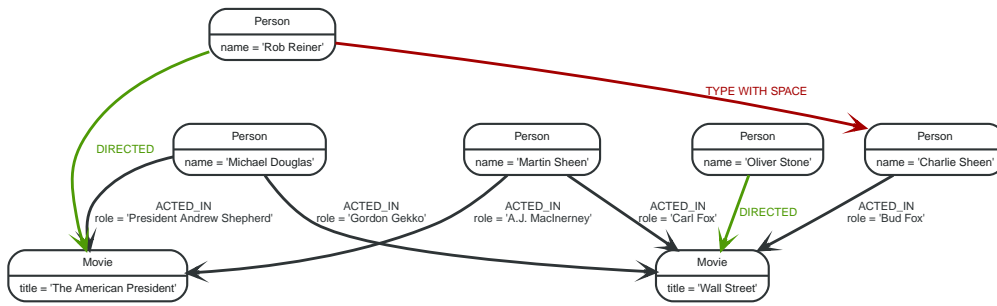 Person
name = 'Rob Reiner'
TYPE WITH SPACE
DIRECTED
Person
name = 'Michael Douglas'
Person
name = 'Martin Sheen'
Person
name = 'Oliver Stone'
Person
name = 'Charlie Sheen'
ACTED_IN
role = 'President Andrew Shepherd'
ACTED_IN
role = 'Gordon Gekko'
ACTED_IN
role = 'A.J. MacInerney'
ACTED_IN
role = 'Carl Fox'
DIRECTED
ACTED_IN
role = 'Bud Fox'
Movie
title = 'The American President'
Movie
title = 'Wall Street'